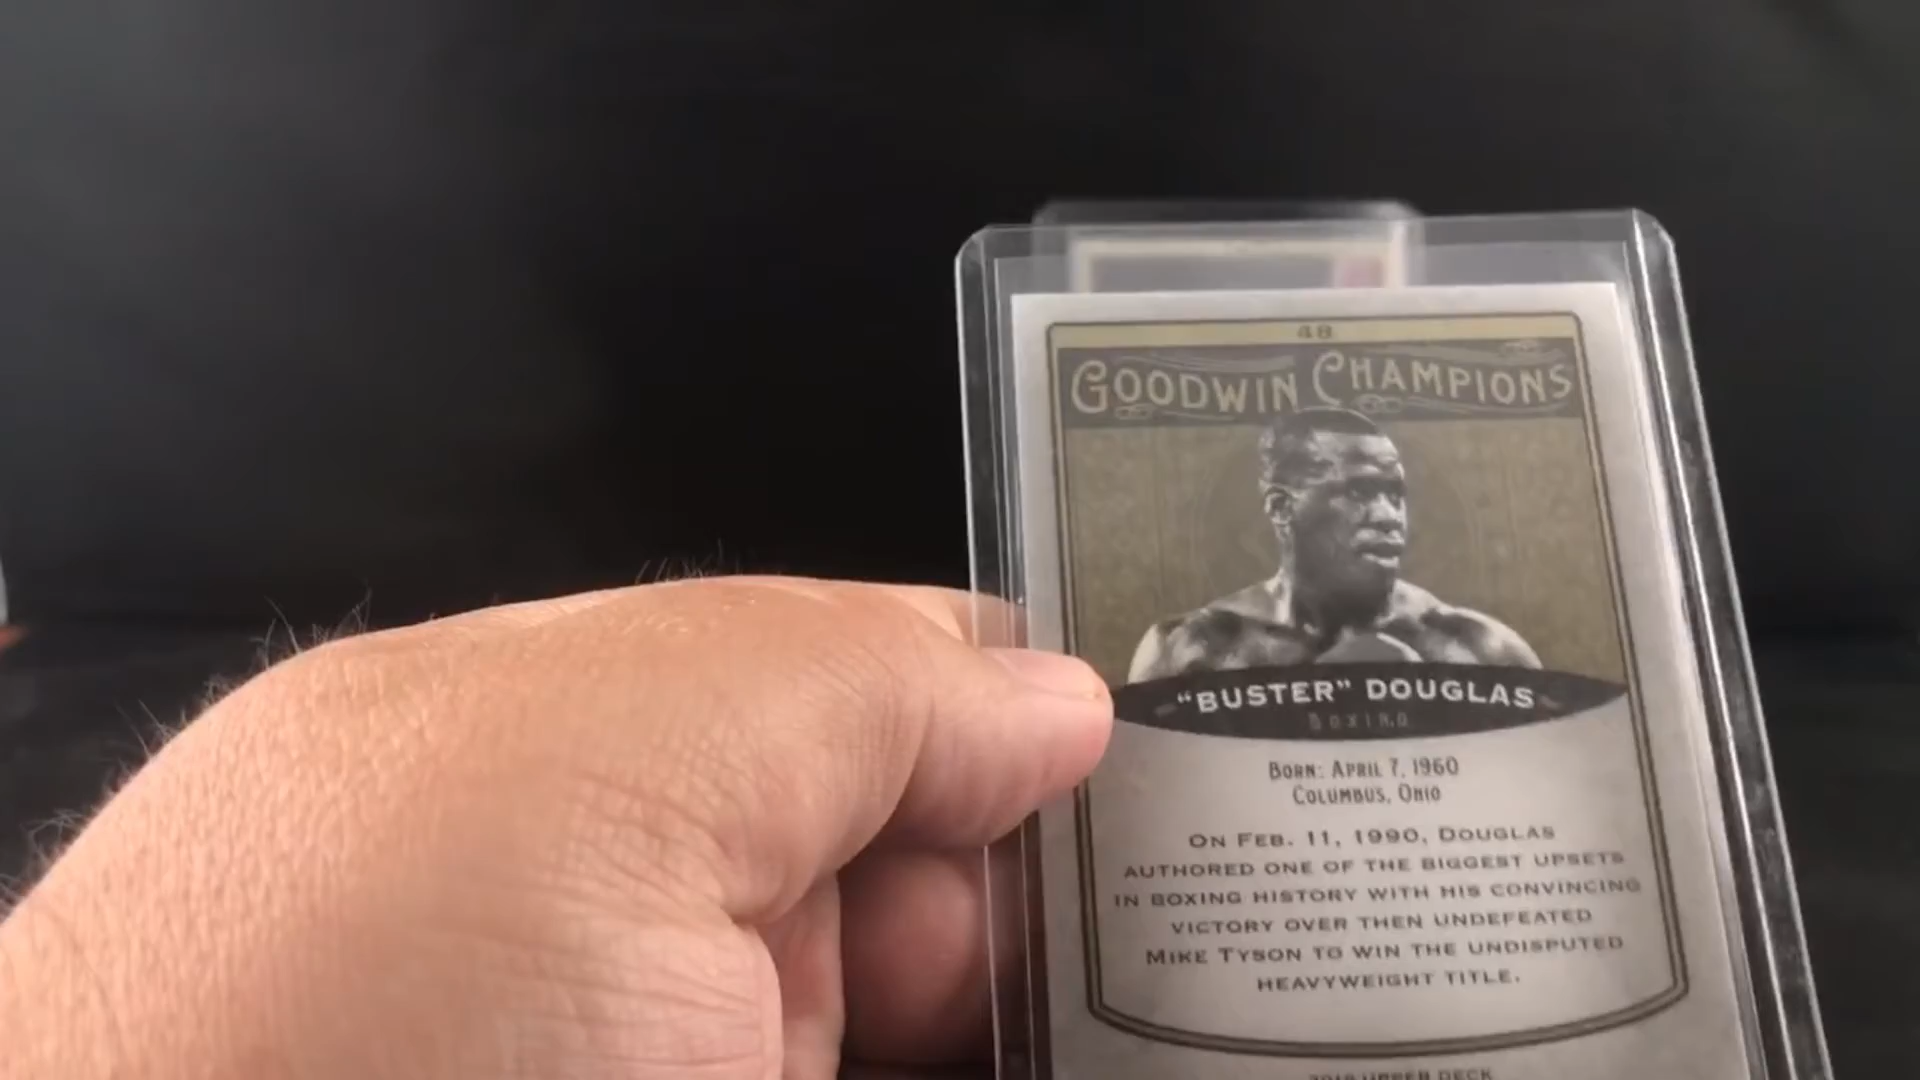 48
GOODWIN CHAMPIONS
"BUSTER" DOUGLAS
BOXING
BORN: APRIL 7, 1960
COLUMBUS, OHIO
ON FEB. 11, 1990, DOUGLAS
AUTHORED ONE OF THE BIGGEST UPSETS
IN BOXING HISTORY WITH HIS CONVINCING
VICTORY OVER THEN UNDEFEATED
MIKE TYSON TO WIN THE UNDISPUTED
HEAVYWEIGHT TITLE.
UPPER DECK